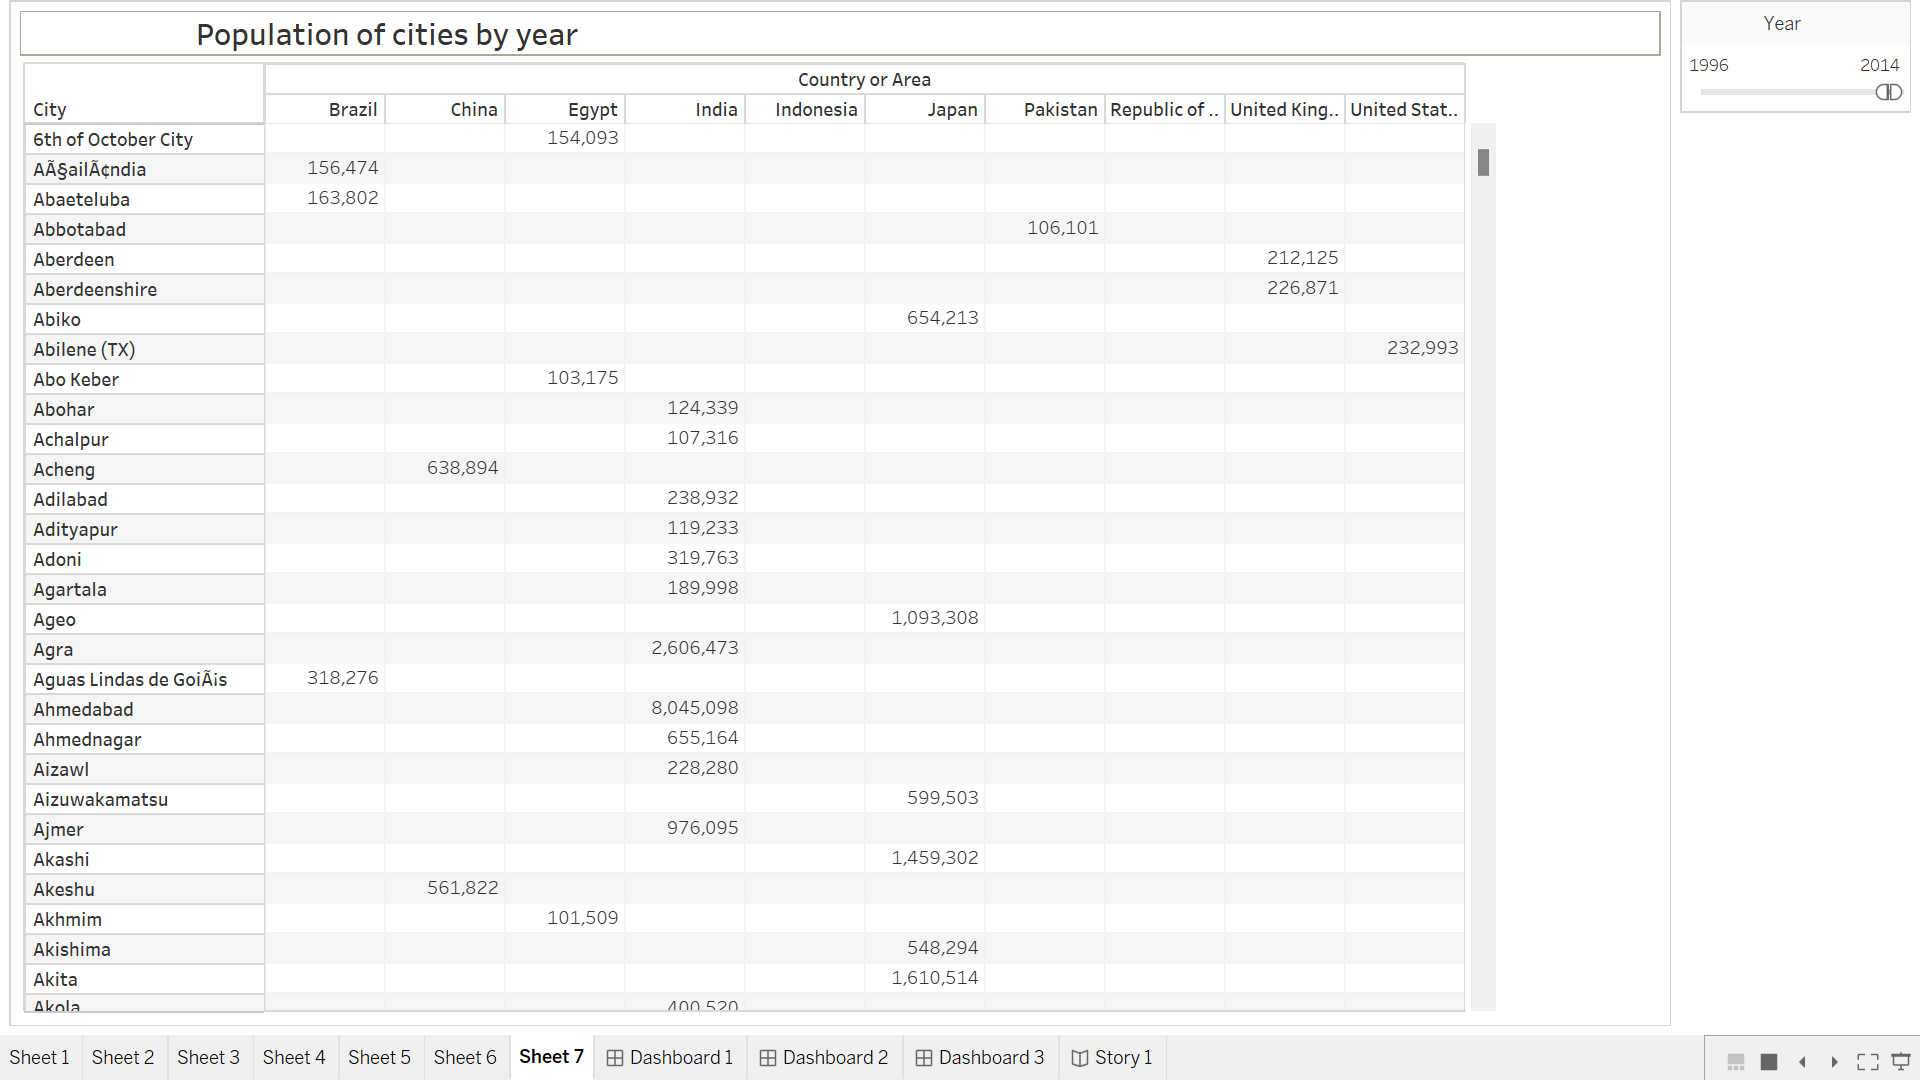 Population of cities by year
Year
1996 2014
Country or Area
City Brazil China Egypt India Indonesia Japan Pakistan Republic of .. United King.. United Stat..
6th of October City 154,093
AÃ§ailÃ¢ndia 156,474
Abaeteluba 163,802
Abbotabad 106,101
Aberdeen 212,125
Aberdeenshire 226,871
Abiko 654,213
Abilene (TX) 232,993
Abo Keber 103,175
Abohar 124,339
Achalpur 107,316
Acheng 638,894
Adilabad 238,932
Adityapur 119,233
Adoni 319,763
Agartala 189,998
Ageo 1,093,308
Agra 2,606,473
Aguas Lindas de GoiÃ¡s 318,276
Ahmedabad 8,045,098
Ahmednagar 655,164
Aizawl 228,280
Aizuwakamatsu 599,503
Ajmer 976,095
Akashi 1,459,302
Akeshu 561,822
Akhmim 101,509
Akishima 548,294
Akita 1,610,514
Akola 400,520
Sheet 1 Sheet 2 Sheet 3 Sheet 4 Sheet 5 Sheet 6 Sheet 7 Dashboard 1 Dashboard 2 Dashboard 3 Story 1